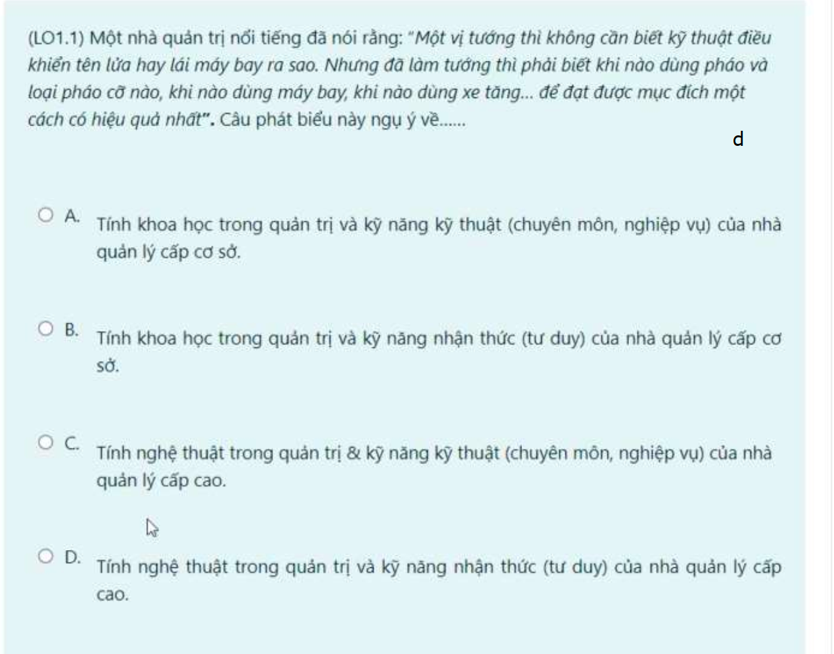 (LO1.1) Một nhà quản trị nổi tiếng đã nói rằng: "Một vị tướng thì không cần biết kỹ thuật điều
khiển tên lửa hay lái máy bay ra sao. Nhưng đã làm tướng thì phải biết khi nào dùng pháo và
loại pháo cỡ nào, khi nào dùng máy bay, khi nào dùng xe tăng... để đạt được mục đích một
cách có hiệu quả nhất". Câu phát biểu này ngụ ý về......
d
A. Tính khoa học trong quản trị và kỹ năng kỹ thuật (chuyên môn, nghiệp vụ) của nhà
quản lý cấp cơ sở.
B. Tính khoa học trong quản trị và kỹ năng nhận thức (tư duy) của nhà quản lý cấp cơ
sở.
C. Tính nghệ thuật trong quản trị & kỹ năng kỹ thuật (chuyên môn, nghiệp vụ) của nhà
quản lý cấp cao.
D. Tính nghệ thuật trong quản trị và kỹ năng nhận thức (tư duy) của nhà quản lý cấp
cao.